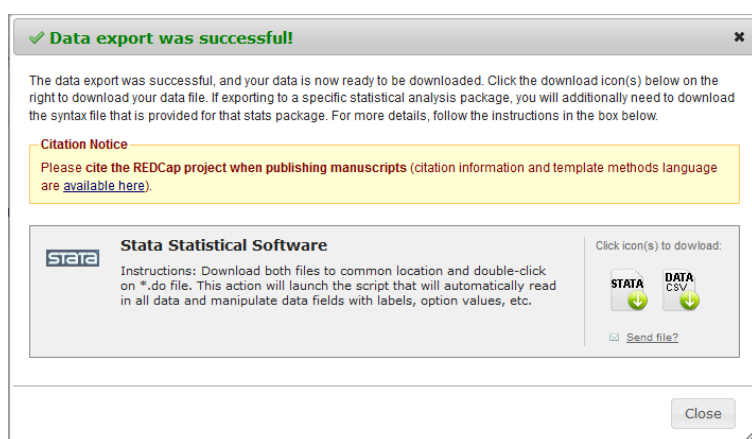 Data export was successful!
The data export was successful, and your data is now ready to be downloaded. Click the download icon(s) below on the
right to download your data file. If exporting to a specific statistical analysis package, you will additionally need to download
the syntax file that is provided for that stats package. For more details, follow the instructions in the box below.
Citation Notice
Please cite the REDCap project when publishing manuscripts (citation information and template methods language
are available here).
stata
Stata Statistical Software
Instructions: Download both files to common location and double-click
on *.do file. This action will launch the script that will automatically read
in all data and manipulate data fields with labels, option values, etc.
Click icon(s) to dowload:
STATA
DATA
CSV
Send file?
Close